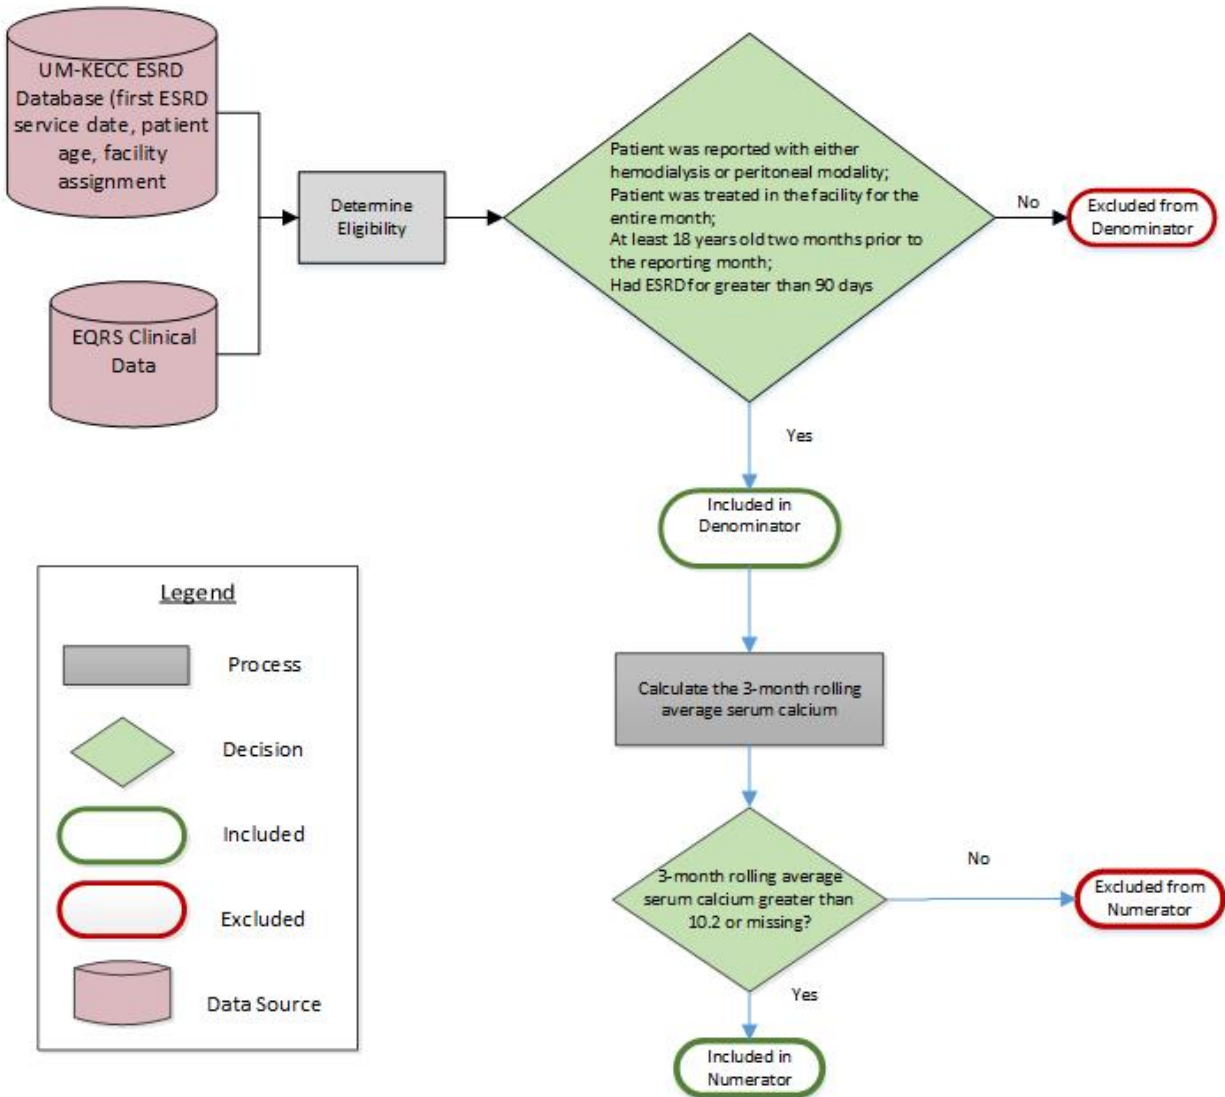 UM-KECC ESRD
Database (first ESRD
service date, patient
age, facility
assignment
EQRS Clinical
Data
Determine
Eligibility
Patient was reported with either
hemodialysis or peritoneal modality;
Patient was treated in the facility for the
entire month;
At least 18 years old two months prior to
the reporting month;
Had ESRD for greater than 90 days
No
Excluded from
Denominator
Yes
Included in
Denominator
Calculate the 3-month rolling
average serum calcium
3-month rolling average
serum calcium greater than
10.2 or missing?
No
Excluded from
Numerator
Yes
Included in
Numerator
Legend
Process
Decision
Included
Excluded
Data Source